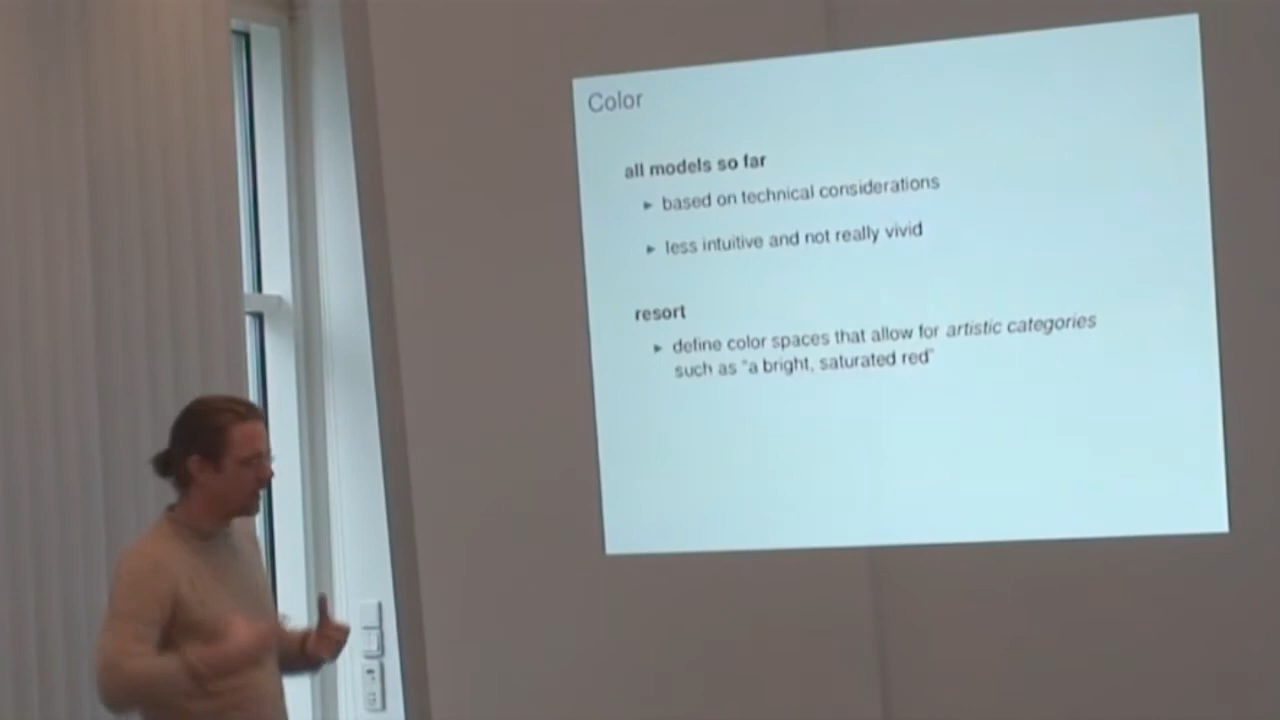 Color
all models so far
▸ based on technical considerations
▸ less intuitive and not really vivid
resort
▸ define color spaces that allow for artistic categories
such as "a bright, saturated red"